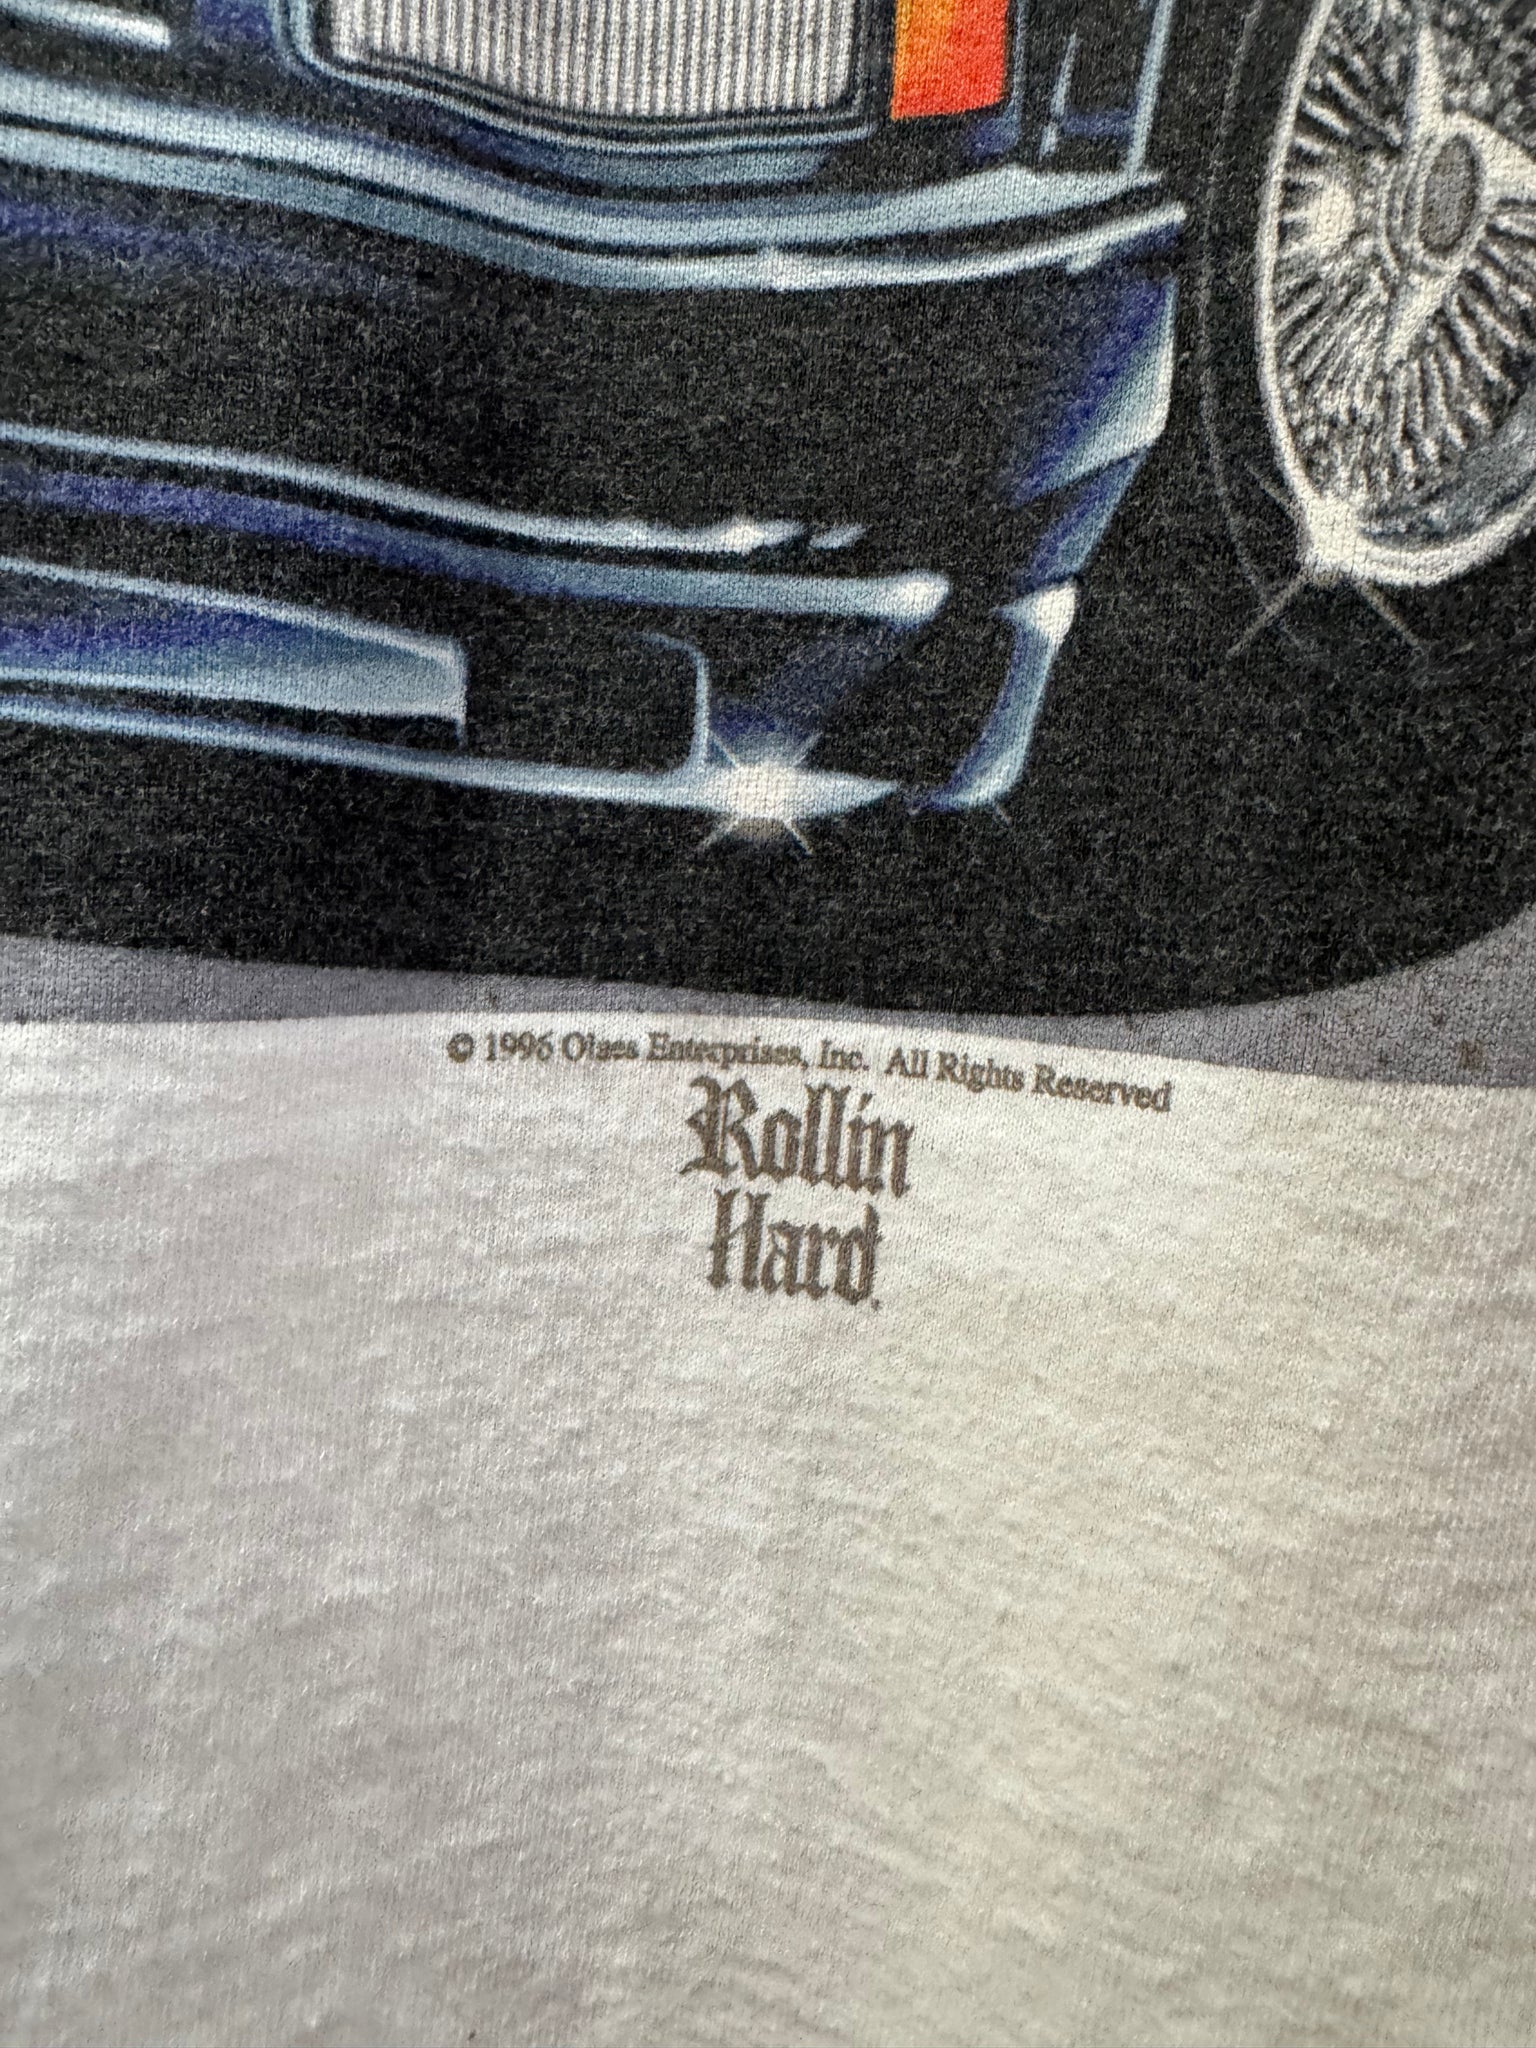 © 1996 Olaes Enterprises, Inc. All Rights Reserved
Rollin
Hard